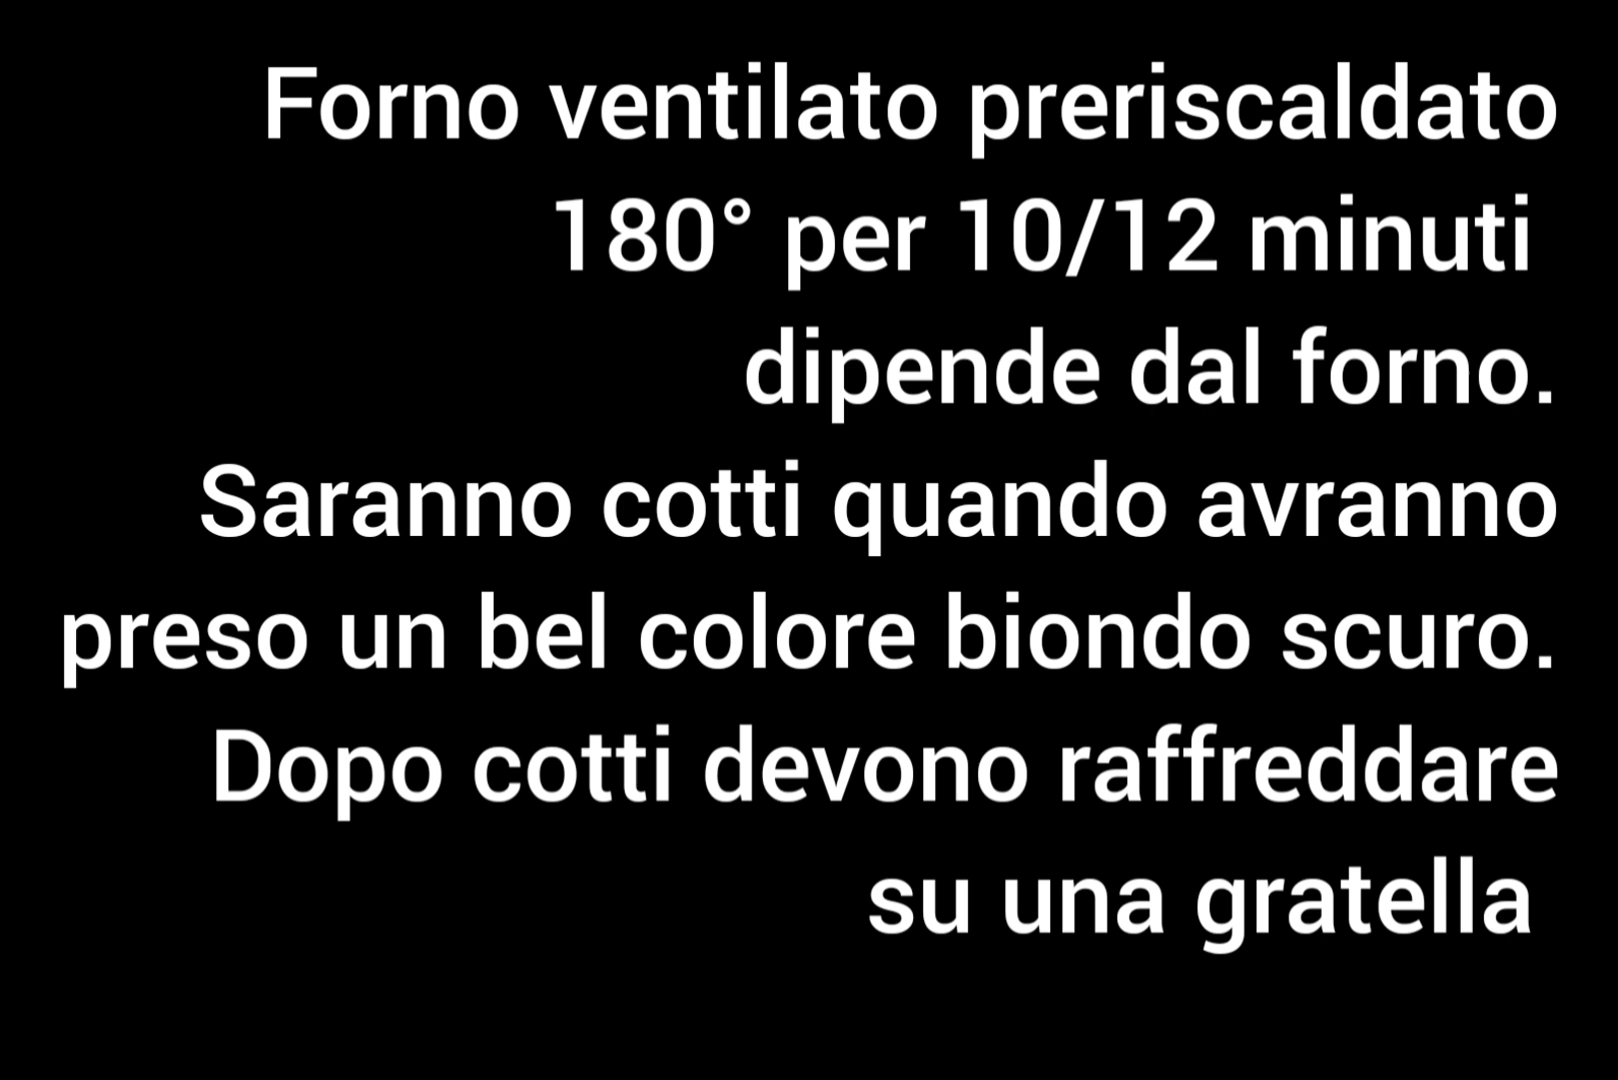 Forno ventilato preriscaldato
180° per 10/12 minuti
dipende dal forno.
Saranno cotti quando avranno
preso un bel colore biondo scuro.
Dopo cotti devono raffreddare
su una gratella